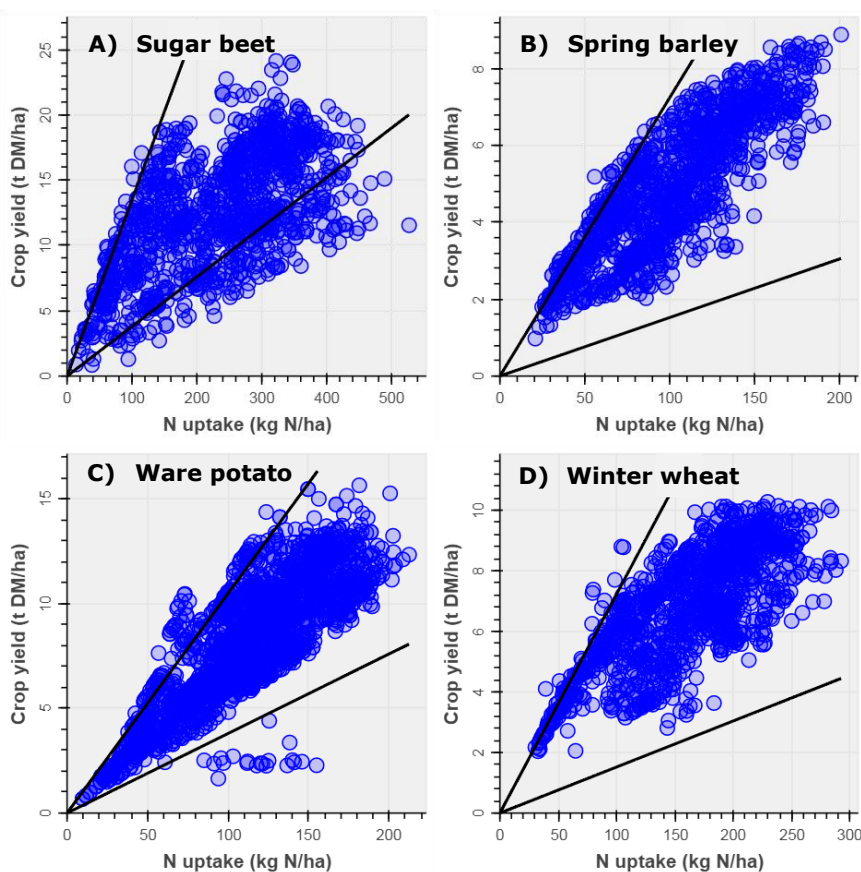 A) Sugar beet
Crop yield (t DM/ha)
25
20
15
10
5
0
0 100 200 300 400 500
N uptake (kg N/ha)
B) Spring barley
Crop yield (t DM/ha)
8
6
4
2
0
0 50 100 150 200
N uptake (kg N/ha)
C) Ware potato
Crop yield (t DM/ha)
15
10
5
0
0 50 100 150 200
N uptake (kg N/ha)
D) Winter wheat
Crop yield (t DM/ha)
10
8
6
4
2
0
0 50 100 150 200 250 300
N uptake (kg N/ha)